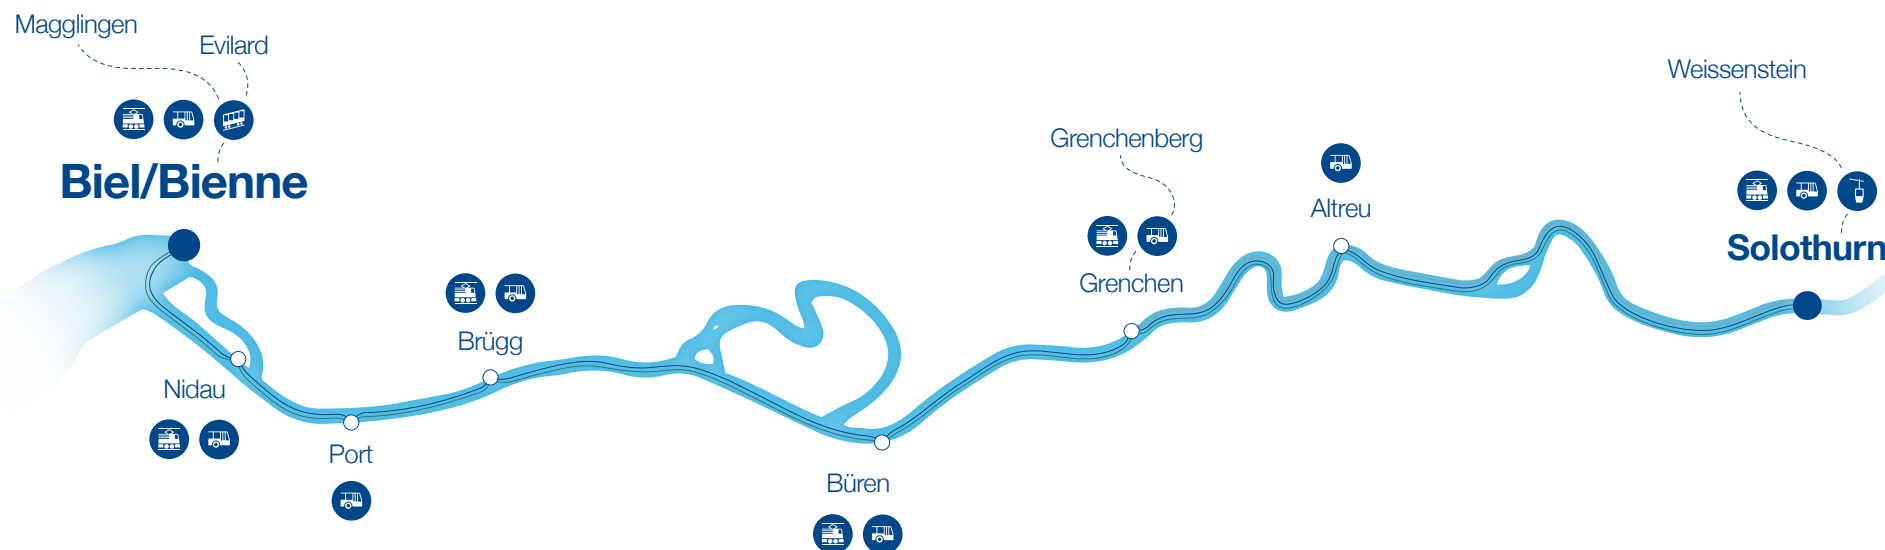 Magglingen
Evilard
Biel/Bienne
Nidau
Port
Brügg
Büren
Grenchenberg
Grenchen
Altreu
Weissenstein
Solothurn